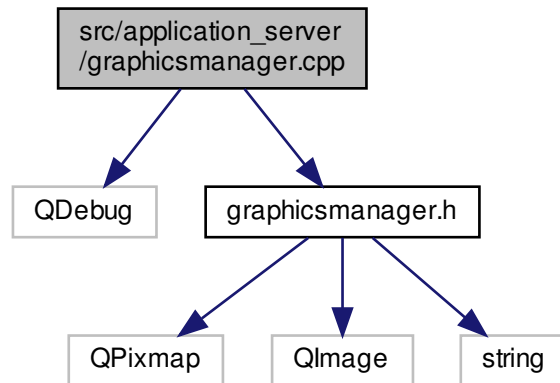 src/application_server
/graphicsmanager.cpp
QDebug
graphicsmanager.h
QPixmap
QImage
string